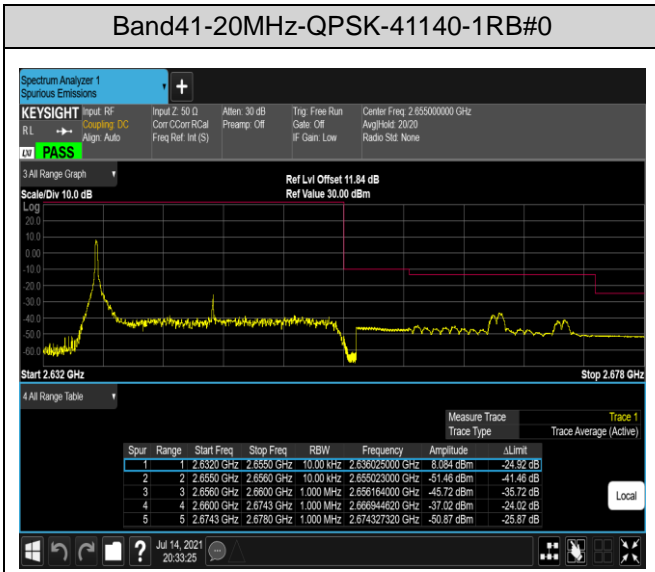 Band41-20MHz-QPSK-41140-1RB#0
Spectrum Analyzer 1
Spurious Emissions
KEYSIGHT Input: RF Input Z: 50 Ω Atten: 30 dB Trig: Free Run Center Freq: 2.655000000 GHz
RL Coupling: DC Corr CCorr RCal Preamp: Off Gate: Off Avg|Hold: 20/20
Align: Auto Freq Ref: Int (S) IF Gain: Low Radio Std: None
LXI PASS
3 All Range Graph
Ref Lvl Offset 11.84 dB
Scale/Div 10.0 dB Ref Value 30.00 dBm
Log
20.0
10.0
0.00
-10.0
-20.0
-30.0
-40.0
-50.0
-60.0
Start 2.632 GHz Stop 2.678 GHz
4 All Range Table
Measure Trace Trace 1
Trace Type Trace Average (Active)
Spur Range Start Freq Stop Freq RBW Frequency Amplitude ΔLimit
1 1 2.6320 GHz 2.6550 GHz 10.00 kHz 2.636025000 GHz 8.084 dBm -24.92 dB
2 2 2.6550 GHz 2.6560 GHz 10.00 kHz 2.655023000 GHz -51.46 dBm -41.46 dB
3 3 2.6560 GHz 2.6600 GHz 1.000 MHz 2.656164000 GHz -45.72 dBm -35.72 dB
4 4 2.6600 GHz 2.6743 GHz 1.000 MHz 2.666944620 GHz -37.02 dBm -24.02 dB
5 5 2.6743 GHz 2.6780 GHz 1.000 MHz 2.674327320 GHz -50.87 dBm -25.87 dB
Local
? Jul 14, 2021
20:33:25